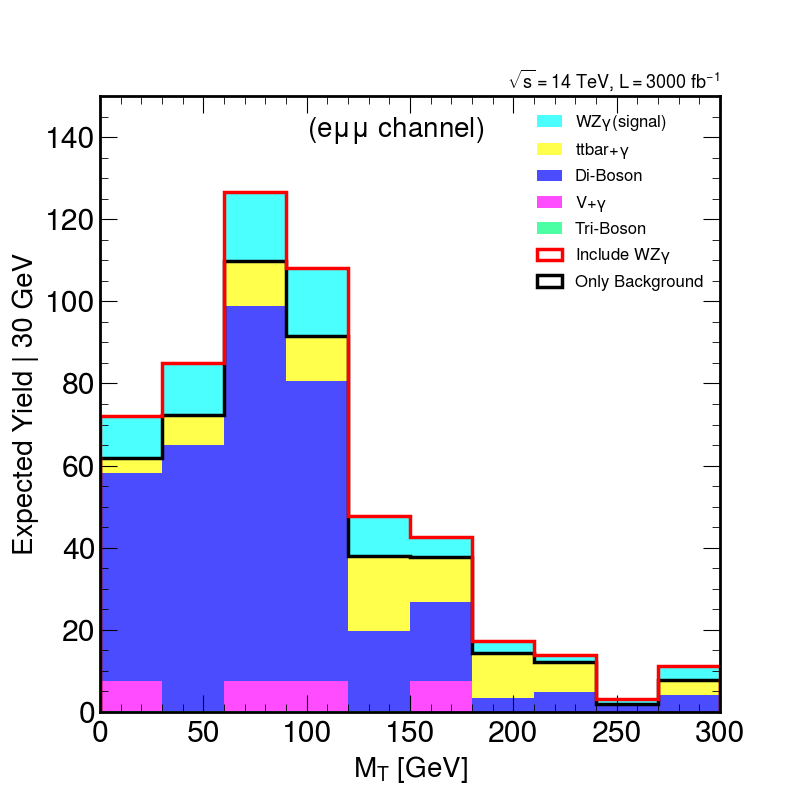 √s = 14 TeV, L = 3000 fb⁻¹
(eμμ channel)
WZγ(signal)
ttbar+γ
Di-Boson
V+γ
Tri-Boson
Include WZγ
Only Background
Expected Yield | 30 GeV
140
120
100
80
60
40
20
0
0 50 100 150 200 250 300
M_T [GeV]